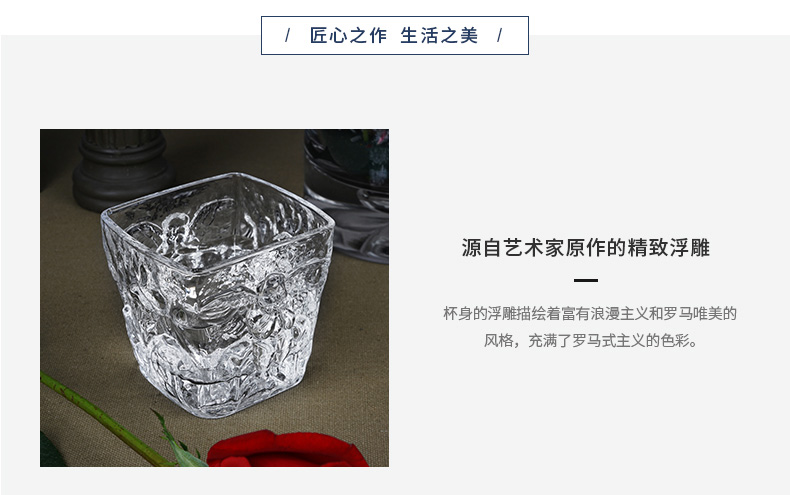 / 匠心之作 生活之美 /
源自艺术家原作的精致浮雕
杯身的浮雕描绘着富有浪漫主义和罗马唯美的
风格，充满了罗马式主义的色彩。